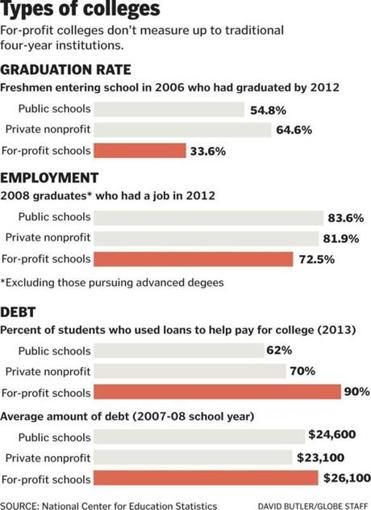 Types of colleges
For-profit colleges don't measure up to traditional
four-year institutions.
GRADUATION RATE
Freshmen entering school in 2006 who had graduated by 2012
Public schools 54.8%
Private nonprofit 64.6%
For-profit schools 33.6%
EMPLOYMENT
2008 graduates* who had a job in 2012
Public schools 83.6%
Private nonprofit 81.9%
For-profit schools 72.5%
*Excluding those pursuing advanced degees
DEBT
Percent of students who used loans to help pay for college (2013)
Public schools 62%
Private nonprofit 70%
For-profit schools 90%
Average amount of debt (2007-08 school year)
Public schools $24,600
Private nonprofit $23,100
For-profit schools $26,100
SOURCE: National Center for Education Statistics DAVID BUTLER/GLOBE STAFF